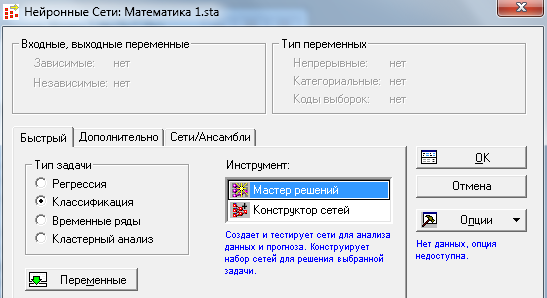 Нейронные Сети: Математика 1.sta
Входные, выходные переменные
Зависимые: нет
Независимые: нет
Тип переменных
Непрерывные: нет
Категориальные: нет
Коды выборок: нет
Быстрый Дополнительно Сети/Ансамбли
Тип задачи
Регрессия
Классификация
Временные ряды
Кластерный анализ
Переменные
Инструмент:
Мастер решений
Конструктор сетей
Создает и тестирует сети для анализа
данных и прогноза. Конструирует
набор сетей для решения выбранной
задачи.
OK
Отмена
Опции
Нет данных, опция
недоступна.